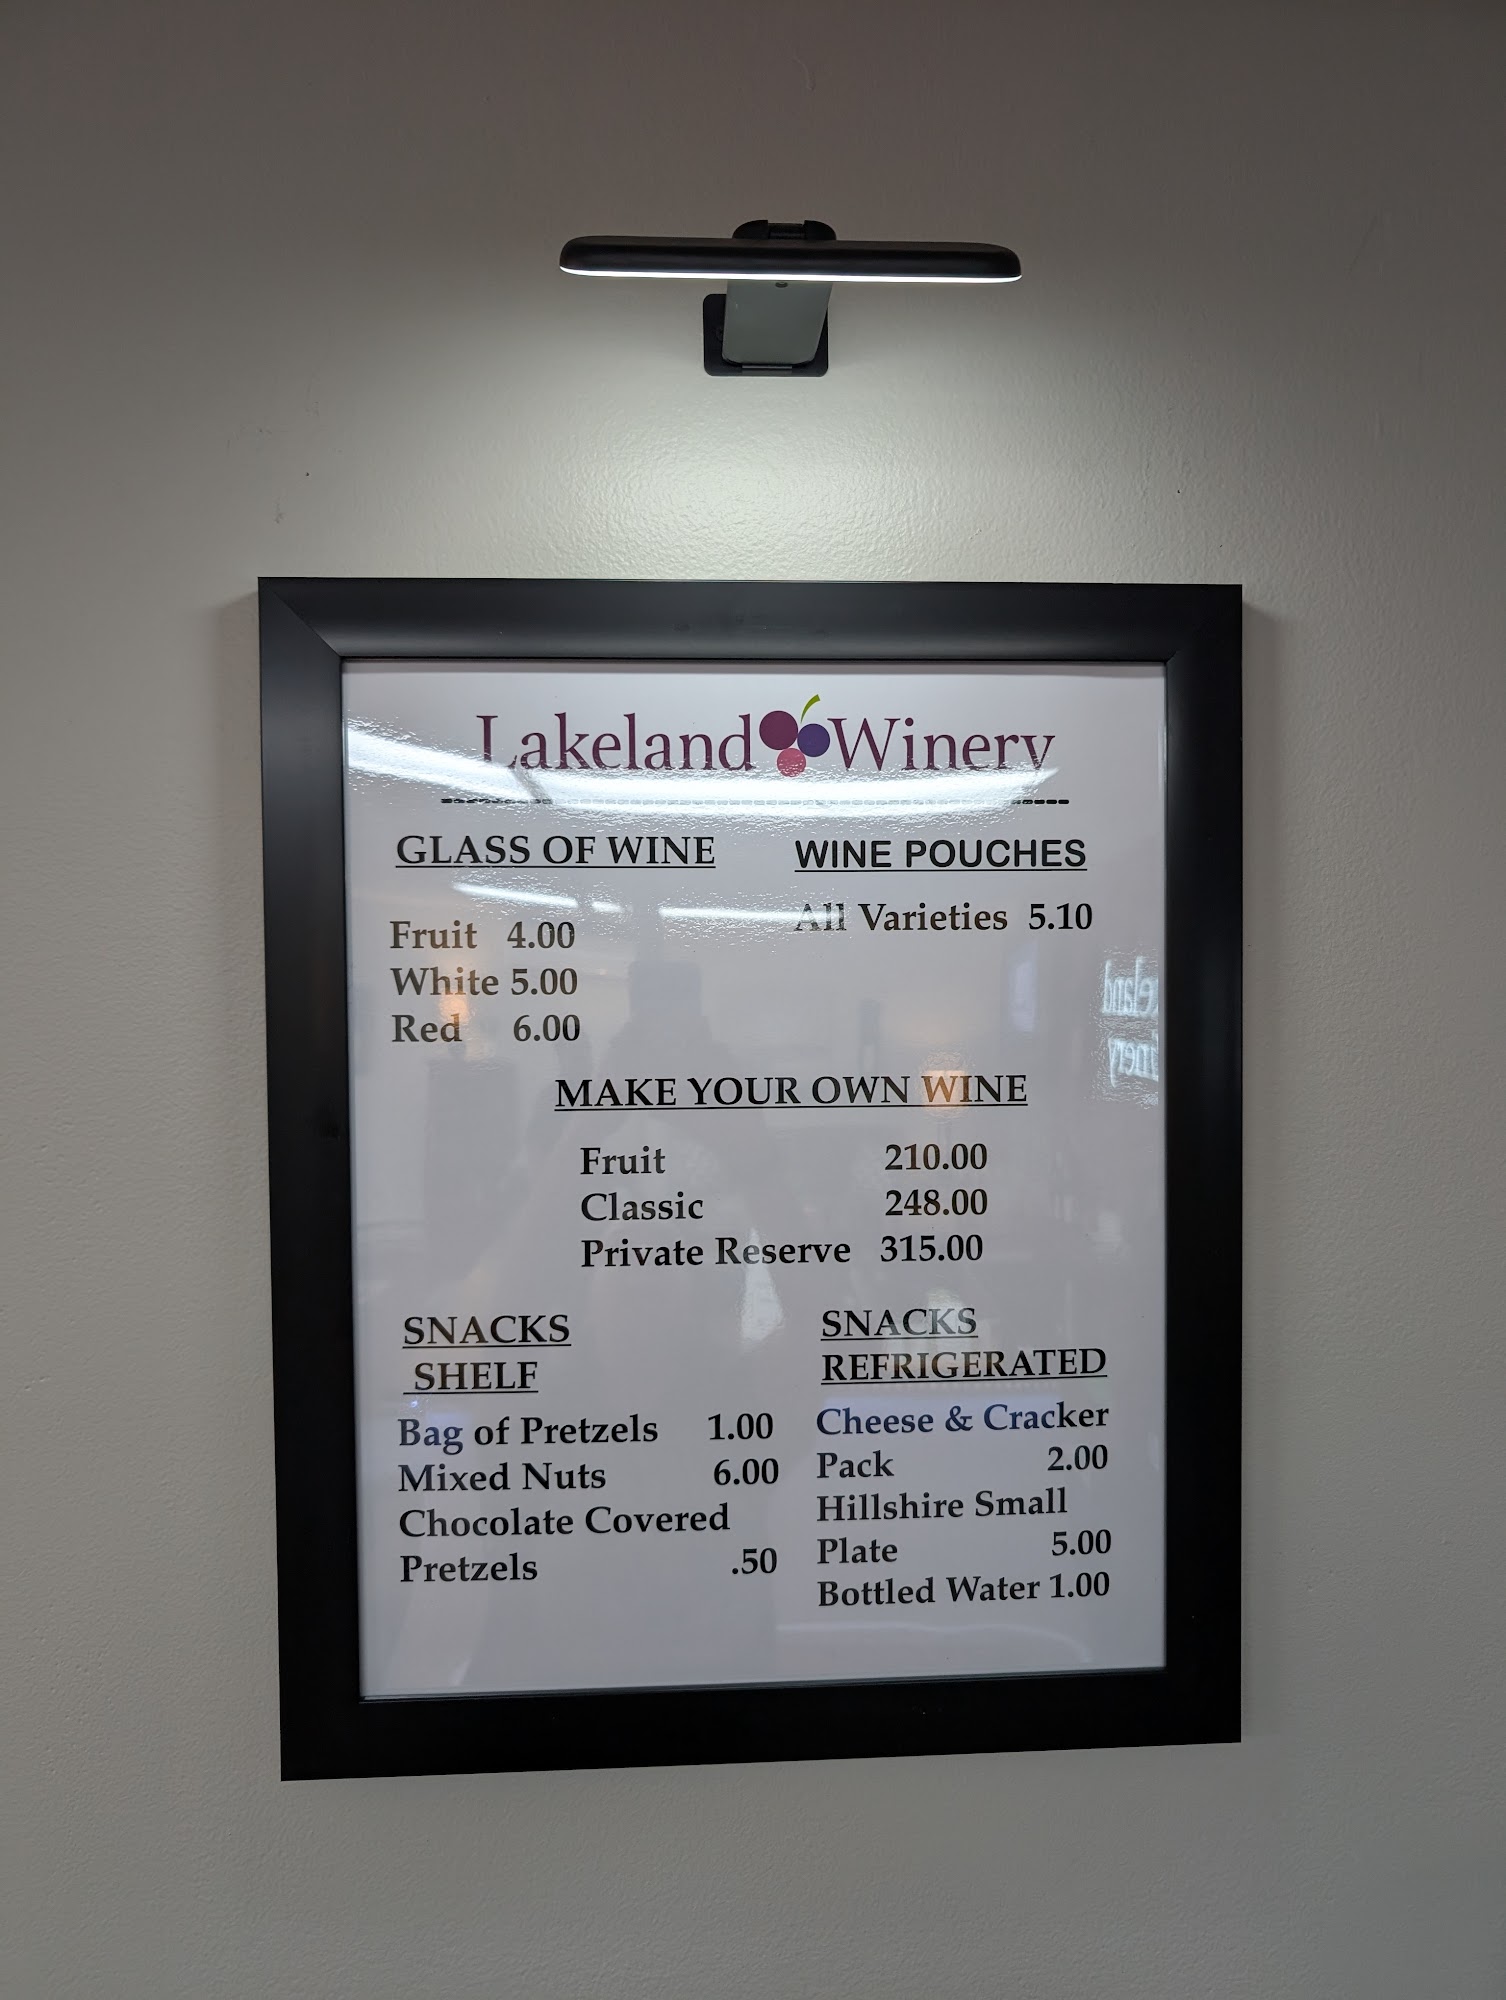 Lakeland Winery
GLASS OF WINE
Fruit 4.00
White 5.00
Red 6.00
WINE POUCHES
All Varieties 5.10
MAKE YOUR OWN WINE
Fruit 210.00
Classic 248.00
Private Reserve 315.00
SNACKS
SHELF
Bag of Pretzels 1.00
Mixed Nuts 6.00
Chocolate Covered
Pretzels .50
SNACKS
REFRIGERATED
Cheese & Cracker
Pack 2.00
Hillshire Small
Plate 5.00
Bottled Water 1.00